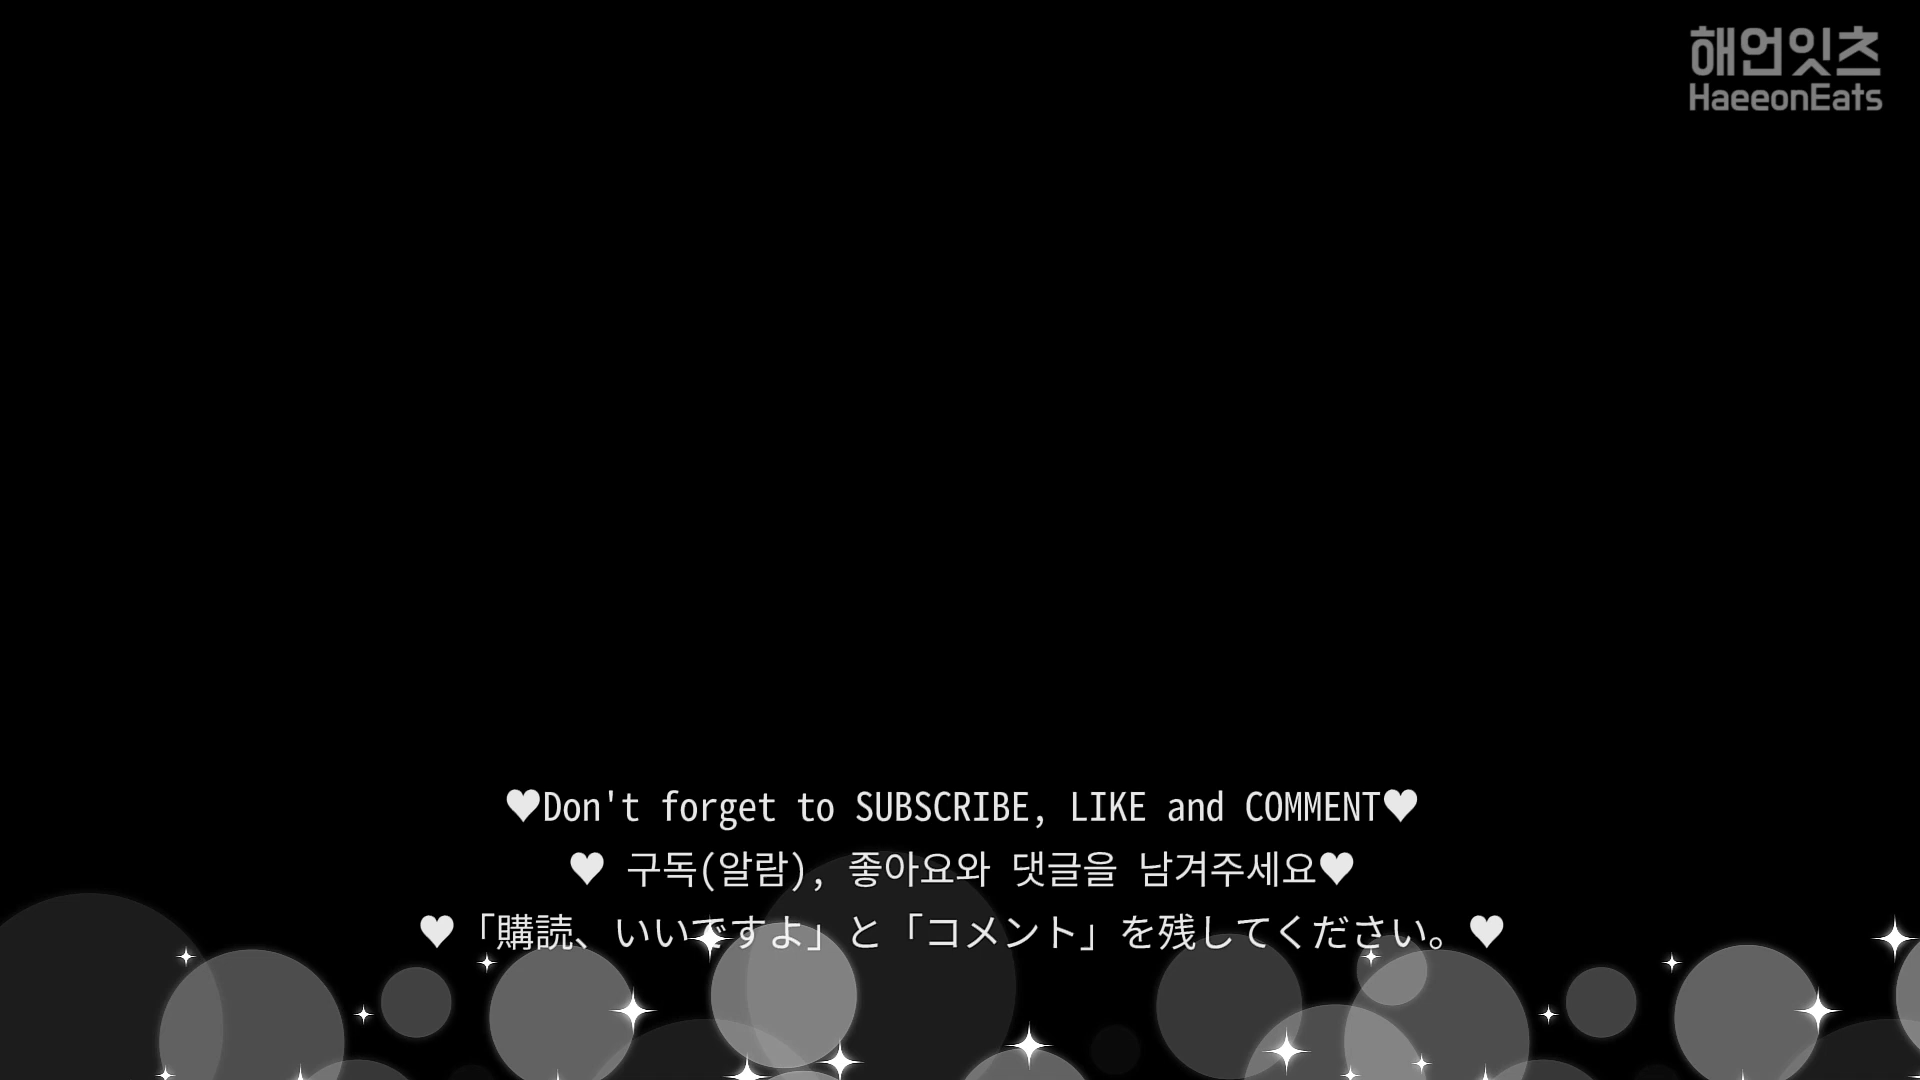 해언잇츠
HaeeonEats
♥Don't forget to SUBSCRIBE, LIKE and COMMENT♥
♥ 구독(알람), 좋아요와 댓글을 남겨주세요♥
♥「購読、いいですよ」と「コメント」を残してください。♥